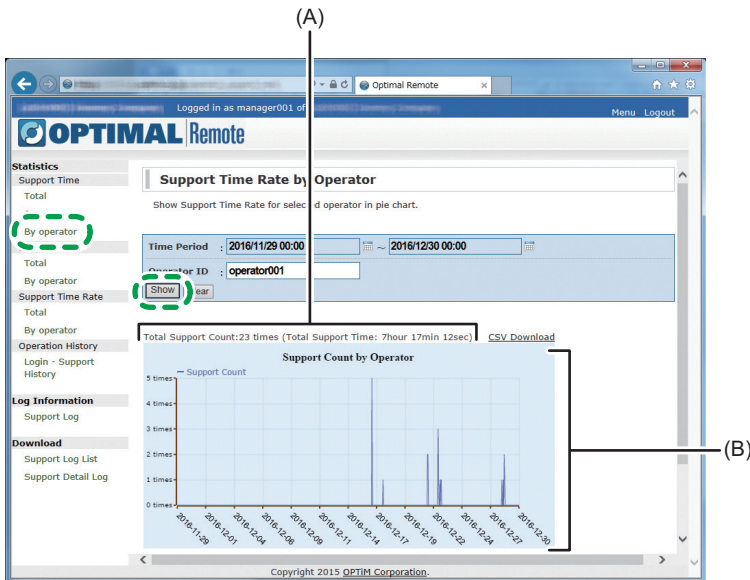 (A)
Optimal Remote
Logged in as manager001 of
Menu Logout
OPTIMAL Remote
Statistics
Support Time
Total
By operator
Total
By operator
Support Time Rate
Total
By operator
Operation History
Login - Support
History
Log Information
Support Log
Download
Support Log List
Support Detail Log
Support Time Rate by Operator
Show Support Time Rate for selected operator in pie chart.
Time Period : 2016/11/29 00:00 ~ 2016/12/30 00:00
Operator ID : operator001
Show
Total Support Count:23 times (Total Support Time: 7hour 17min 12sec) CSV Download
Support Count by Operator
Support Count
5 times
4 times
3 times
2 times
1 times
0 times
2016-11-29 2016-12-01 2016-12-04 2016-12-06 2016-12-09 2016-12-11 2016-12-14 2016-12-17 2016-12-19 2016-12-22 2016-12-24 2016-12-27 2016-12-30
(B)
Copyright 2015 OPTiM Corporation.